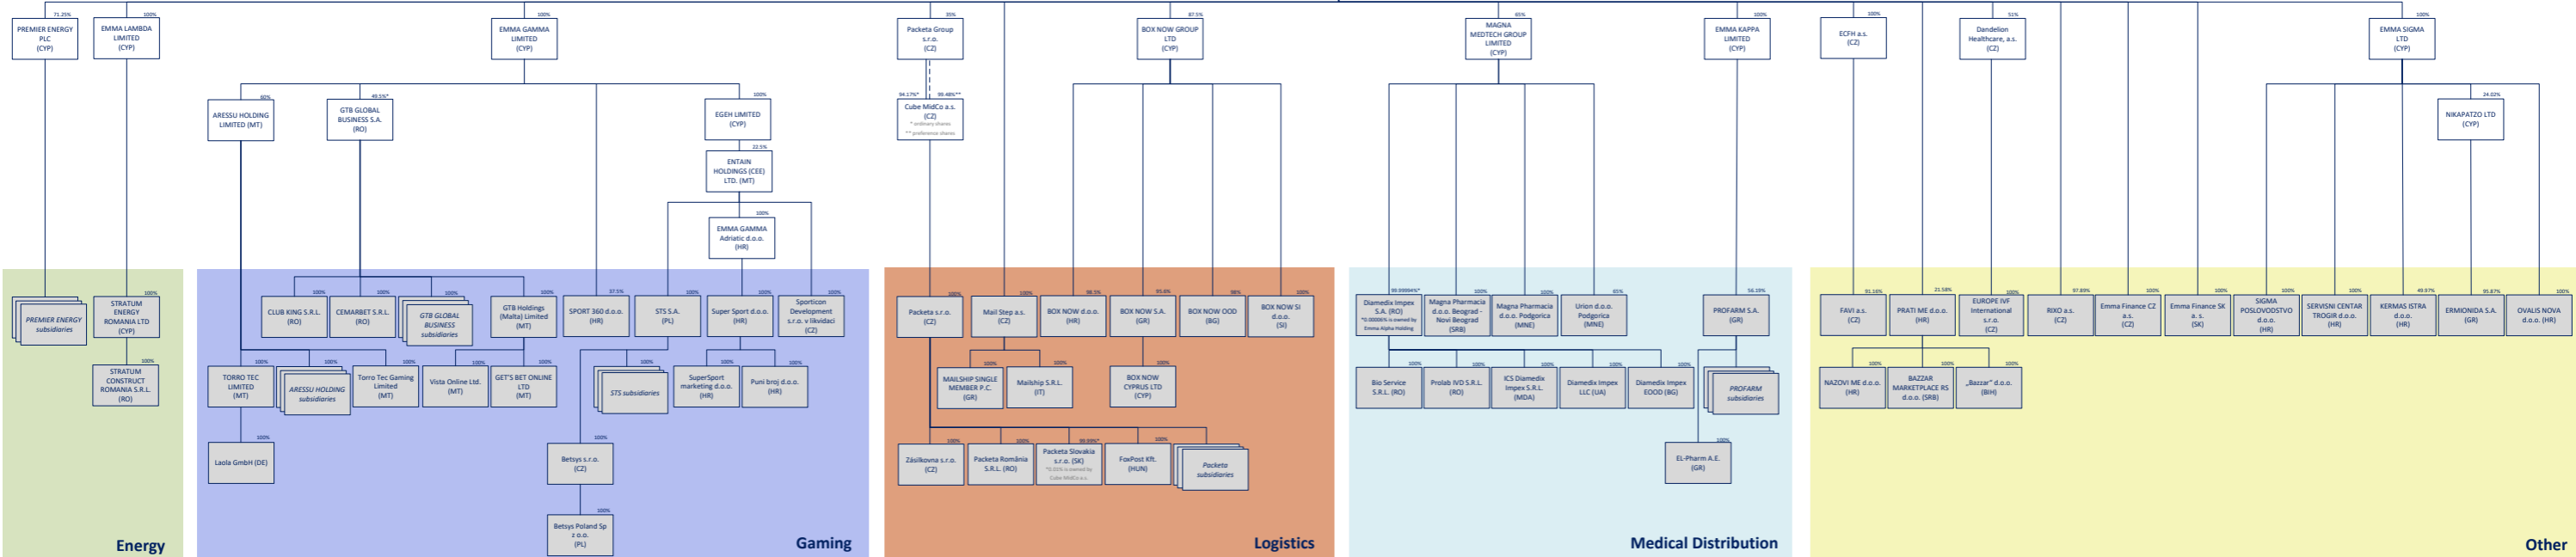 71.25%
PREMIER ENERGY
PLC
(CYP)
100%
EMMA LAMBDA
LIMITED
(CYP)
100%
EMMA GAMMA
LIMITED
(CYP)
35%
Packeta Group
s.r.o.
(CZ)
87.5%
BOX NOW GROUP
LTD
(CYP)
65%
MAGNA
MEDTECH GROUP
LIMITED
(CYP)
100%
EMMA KAPPA
LIMITED
(CYP)
100%
ECFH a.s.
(CZ)
51%
Dandelion
Healthcare, a.s.
(CZ)
100%
EMMA SIGMA
LTD
(CYP)
60%
ARESSU HOLDING
LIMITED (MT)
49.5%*
GTB GLOBAL
BUSINESS S.A.
(RO)
100%
EGEH LIMITED
(CYP)
94.17%* 99.48%**
Cube MidCo a.s.
(CZ)
* ordinary shares
** preference shares
24.02%
NIKAPATZO LTD
(CYP)
22.5%
ENTAIN
HOLDINGS (CEE)
LTD. (MT)
100%
EMMA GAMMA
Adriatic d.o.o.
(HR)
PREMIER ENERGY
subsidiaries
100%
STRATUM
ENERGY
ROMANIA LTD
(CYP)
100%
STRATUM
CONSTRUCT
ROMANIA S.R.L.
(RO)
Energy
100%
CLUB KING S.R.L.
(RO)
100%
CEMARBET S.R.L.
(RO)
100%
GTB GLOBAL
BUSINESS
subsidiaries
100%
GTB Holdings
(Malta) Limited
(MT)
37.5%
SPORT 360 d.o.o.
(HR)
100%
STS S.A.
(PL)
100%
Super Sport d.o.o.
(HR)
100%
Sporticon
Development
s.r.o. v likvidaci
(CZ)
100%
TORRO TEC
LIMITED
(MT)
100%
ARESSU HOLDING
subsidiaries
100%
Torro Tec Gaming
Limited
(MT)
100%
Vista Online Ltd.
(MT)
100%
GET'S BET ONLINE
LTD
(MT)
100%
STS subsidiaries
100%
SuperSport
marketing d.o.o.
(HR)
100%
Puni broj d.o.o.
(HR)
100%
Laola GmbH (DE)
100%
Betsys s.r.o.
(CZ)
100%
Betsys Poland Sp
z o.o.
(PL)
Gaming
100%
Packeta s.r.o.
(CZ)
100%
Mail Step a.s.
(CZ)
98.5%
BOX NOW d.o.o.
(HR)
95.6%
BOX NOW S.A.
(GR)
98%
BOX NOW OOD
(BG)
100%
BOX NOW SI
d.o.o.
(SI)
100%
MAILSHIP SINGLE
MEMBER P.C.
(GR)
100%
Mailship S.R.L.
(IT)
100%
BOX NOW
CYPRUS LTD
(CYP)
100%
Zásilkovna s.r.o.
(CZ)
100%
Packeta România
S.R.L. (RO)
99.99%*
Packeta Slovakia
s.r.o. (SK)
*0.01% is owned by
Cube MidCo a.s.
100%
FoxPost Kft.
(HUN)
Packeta
subsidiaries
Logistics
99.99994%*
Diamedix Impex
S.A. (RO)
*0.00006% is owned by
Emma Alpha Holding
100%
Magna Pharmacia
d.o.o. Beograd -
Novi Beograd
(SRB)
100%
Magna Pharmacia
d.o.o. Podgorica
(MNE)
65%
Urion d.o.o.
Podgorica
(MNE)
56.19%
PROFARM S.A.
(GR)
100%
Bio Service
S.R.L. (RO)
100%
Prolab IVD S.R.L.
(RO)
100%
ICS Diamedix
Impex S.R.L.
(MDA)
100%
Diamedix Impex
LLC (UA)
100%
Diamedix Impex
EOOD (BG)
PROFARM
subsidiaries
100%
EL-Pharm A.E.
(GR)
Medical Distribution
91.16%
FAVI a.s.
(CZ)
21.58%
PRATI ME d.o.o.
(HR)
100%
EUROPE IVF
International
s.r.o.
(CZ)
97.89%
RIXO a.s.
(CZ)
100%
Emma Finance CZ
a.s.
(CZ)
100%
Emma Finance SK
a. s.
(SK)
100%
SIGMA
POSLOVODSTVO
d.o.o.
(HR)
100%
SERVISNI CENTAR
TROGIR d.o.o.
(HR)
49.97%
KERMAS ISTRA
d.o.o.
(HR)
95.87%
ERMIONIDA S.A.
(GR)
100%
OVALIS NOVA
d.o.o. (HR)
100%
NAZOVI ME d.o.o.
(HR)
100%
BAZZAR
MARKETPLACE RS
d.o.o. (SRB)
100%
„Bazzar" d.o.o.
(BIH)
Other